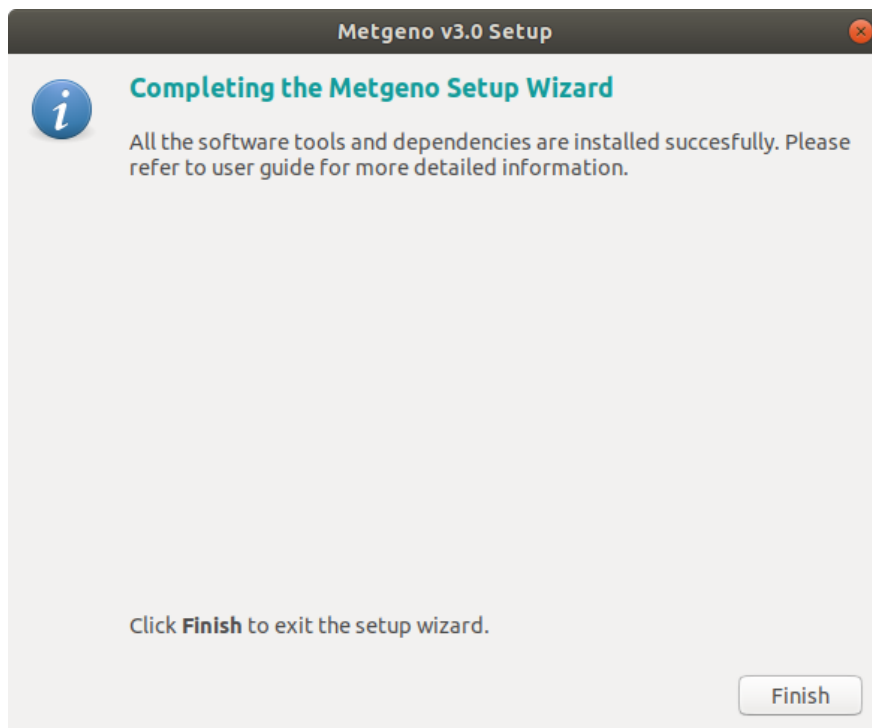 Metgeno v3.0 Setup
Completing the Metgeno Setup Wizard
All the software tools and dependencies are installed succesfully. Please
refer to user guide for more detailed information.
Click Finish to exit the setup wizard.
Finish